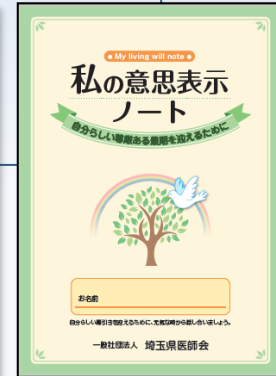 ● My living will note ●
私の意思表示
ノート
自分らしい尊厳ある最期を迎えるために
お名前
自分らしい幕引きを迎えるために、元気な時から話し合いましょう。
一般社団法人 埼玉県医師会